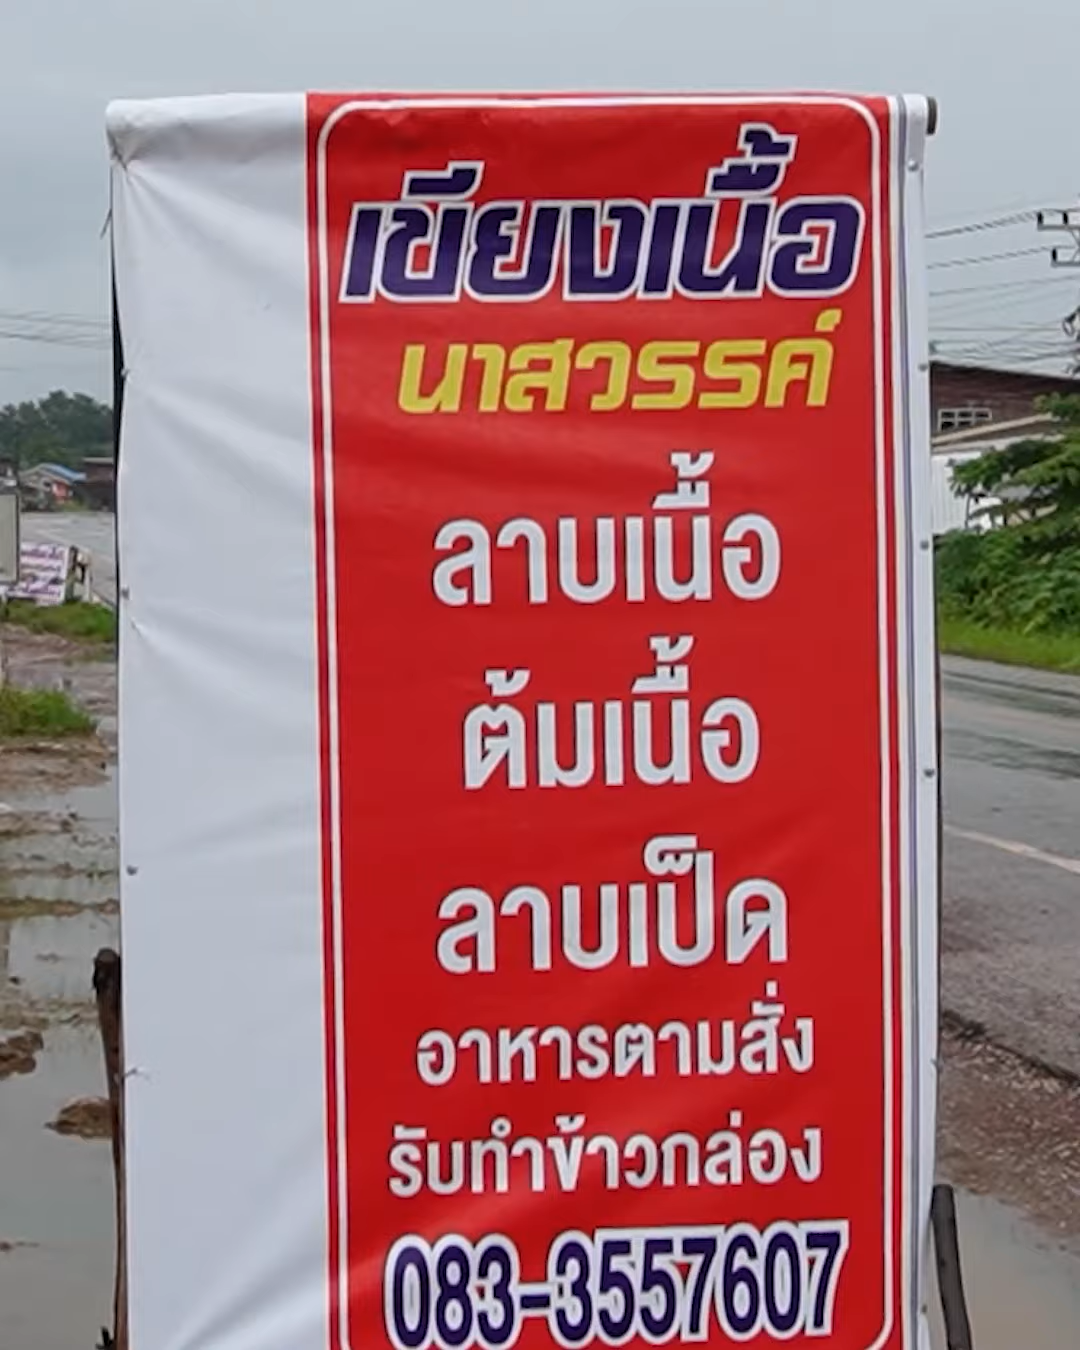 เขียงเนื้อ
นาสวรรค์
ลาบเนื้อ
ต้มเนื้อ
ลาบเป็ด
อาหารตามสั่ง
รับทำข้าวกล่อง
083-3557607